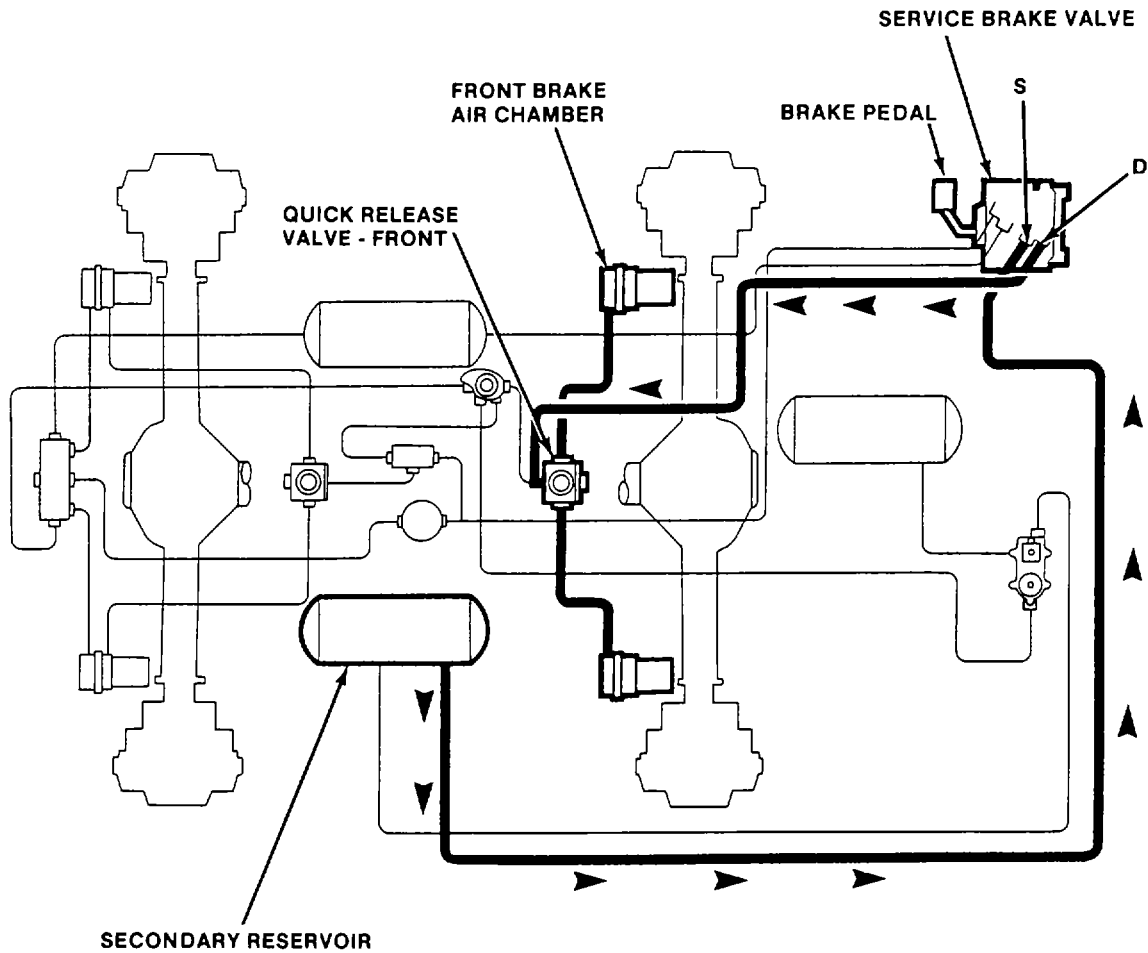 SERVICE BRAKE VALVE
FRONT BRAKE
AIR CHAMBER
S
BRAKE PEDAL
D
QUICK RELEASE
VALVE - FRONT
SECONDARY RESERVOIR